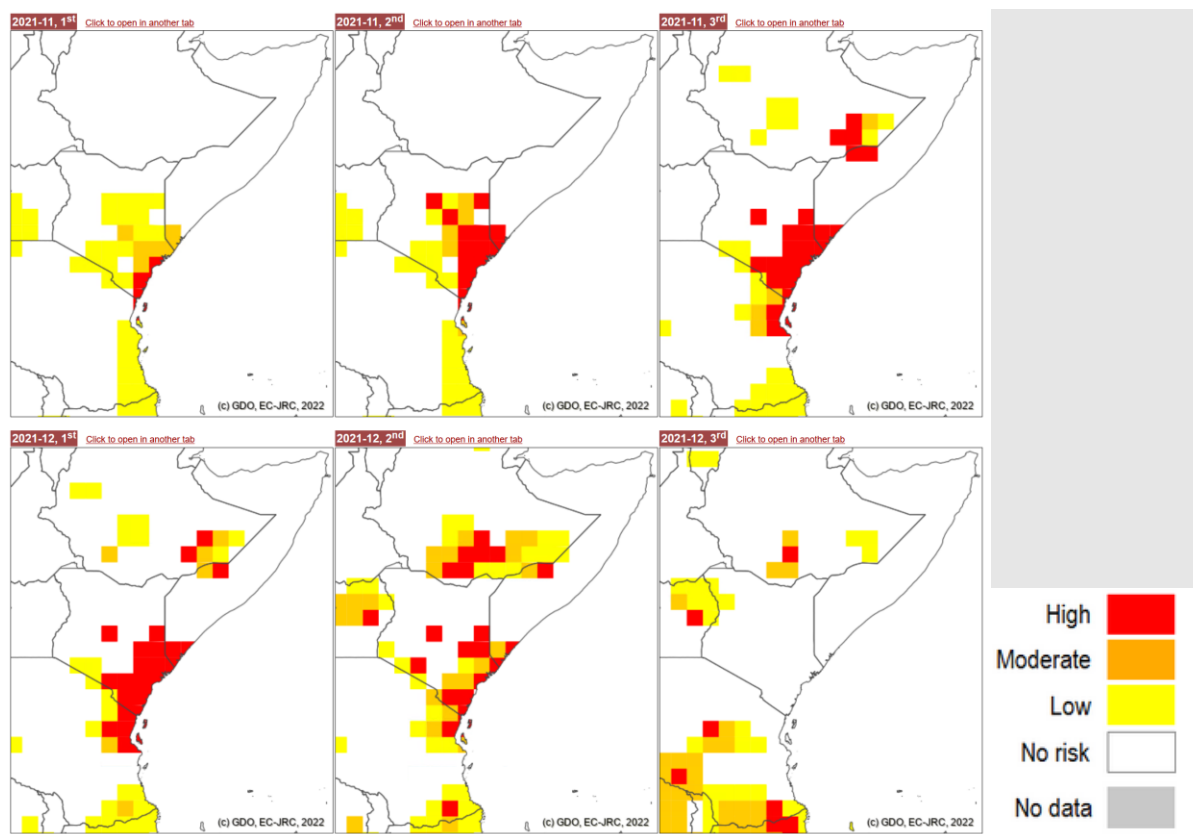 2021-11, 1st Click to open in another tab
2021-11, 2nd Click to open in another tab
2021-11, 3rd Click to open in another tab
(c) GDO, EC-JRC, 2022
(c) GDO, EC-JRC, 2022
(c) GDO, EC-JRC, 2022
2021-12, 1st Click to open in another tab
2021-12, 2nd Click to open in another tab
2021-12, 3rd Click to open in another tab
(c) GDO, EC-JRC, 2022
(c) GDO, EC-JRC, 2022
(c) GDO, EC-JRC, 2022
High
Moderate
Low
No risk
No data